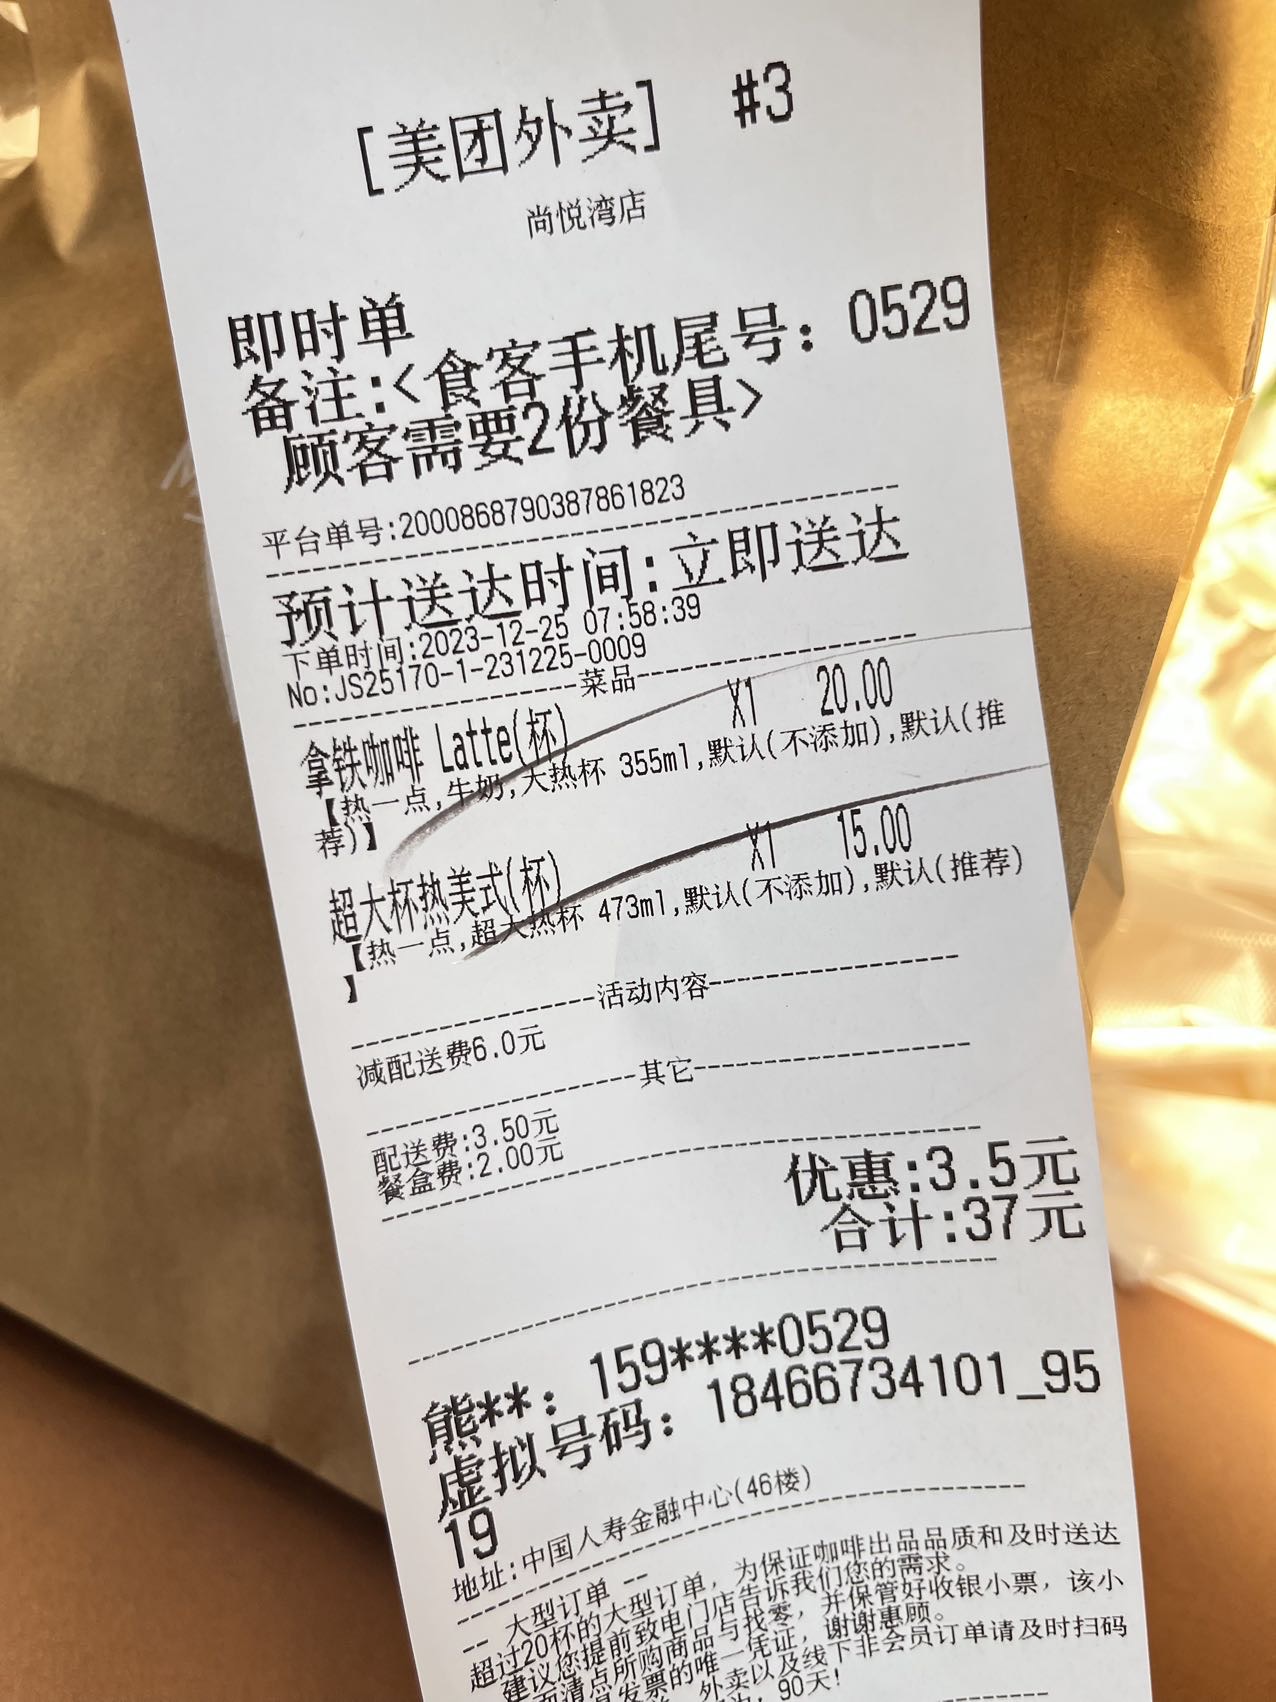 [美团外卖] #3
尚悦湾店
即时单
备注:<食客手机尾号: 0529
顾客需要2份餐具>
平台单号:2000868790387861823
预计送达时间:立即送达
下单时间:2023-12-25 07:58:39
No:JS25170-1-231225-0009
菜品
拿铁咖啡 Latte(杯) X1 20.00
【热一点,牛奶,大热杯 355ml,默认(不添加),默认(推
荐)】
超大杯热美式(杯) X1 15.00
【热一点,超大热杯 473ml,默认(不添加),默认(推荐)
】
活动内容
减配送费6.0元
其它
配送费:3.50元
餐盒费:2.00元
优惠:3.5元
合计:37元
熊**: 159****0529
虚拟号码: 18466734101_95
19
地址:中国人寿金融中心(46楼)
-- 大型订单 --
超过20杯的大型订单, 为保证咖啡出品品质和及时送达
建议您提前致电门店告诉我们您的需求。
面清点所购商品与找零, 并保管好收银小票, 该小
发票的唯一凭证, 谢谢惠顾。
外卖以及线下非会员订单请及时扫码
90天!